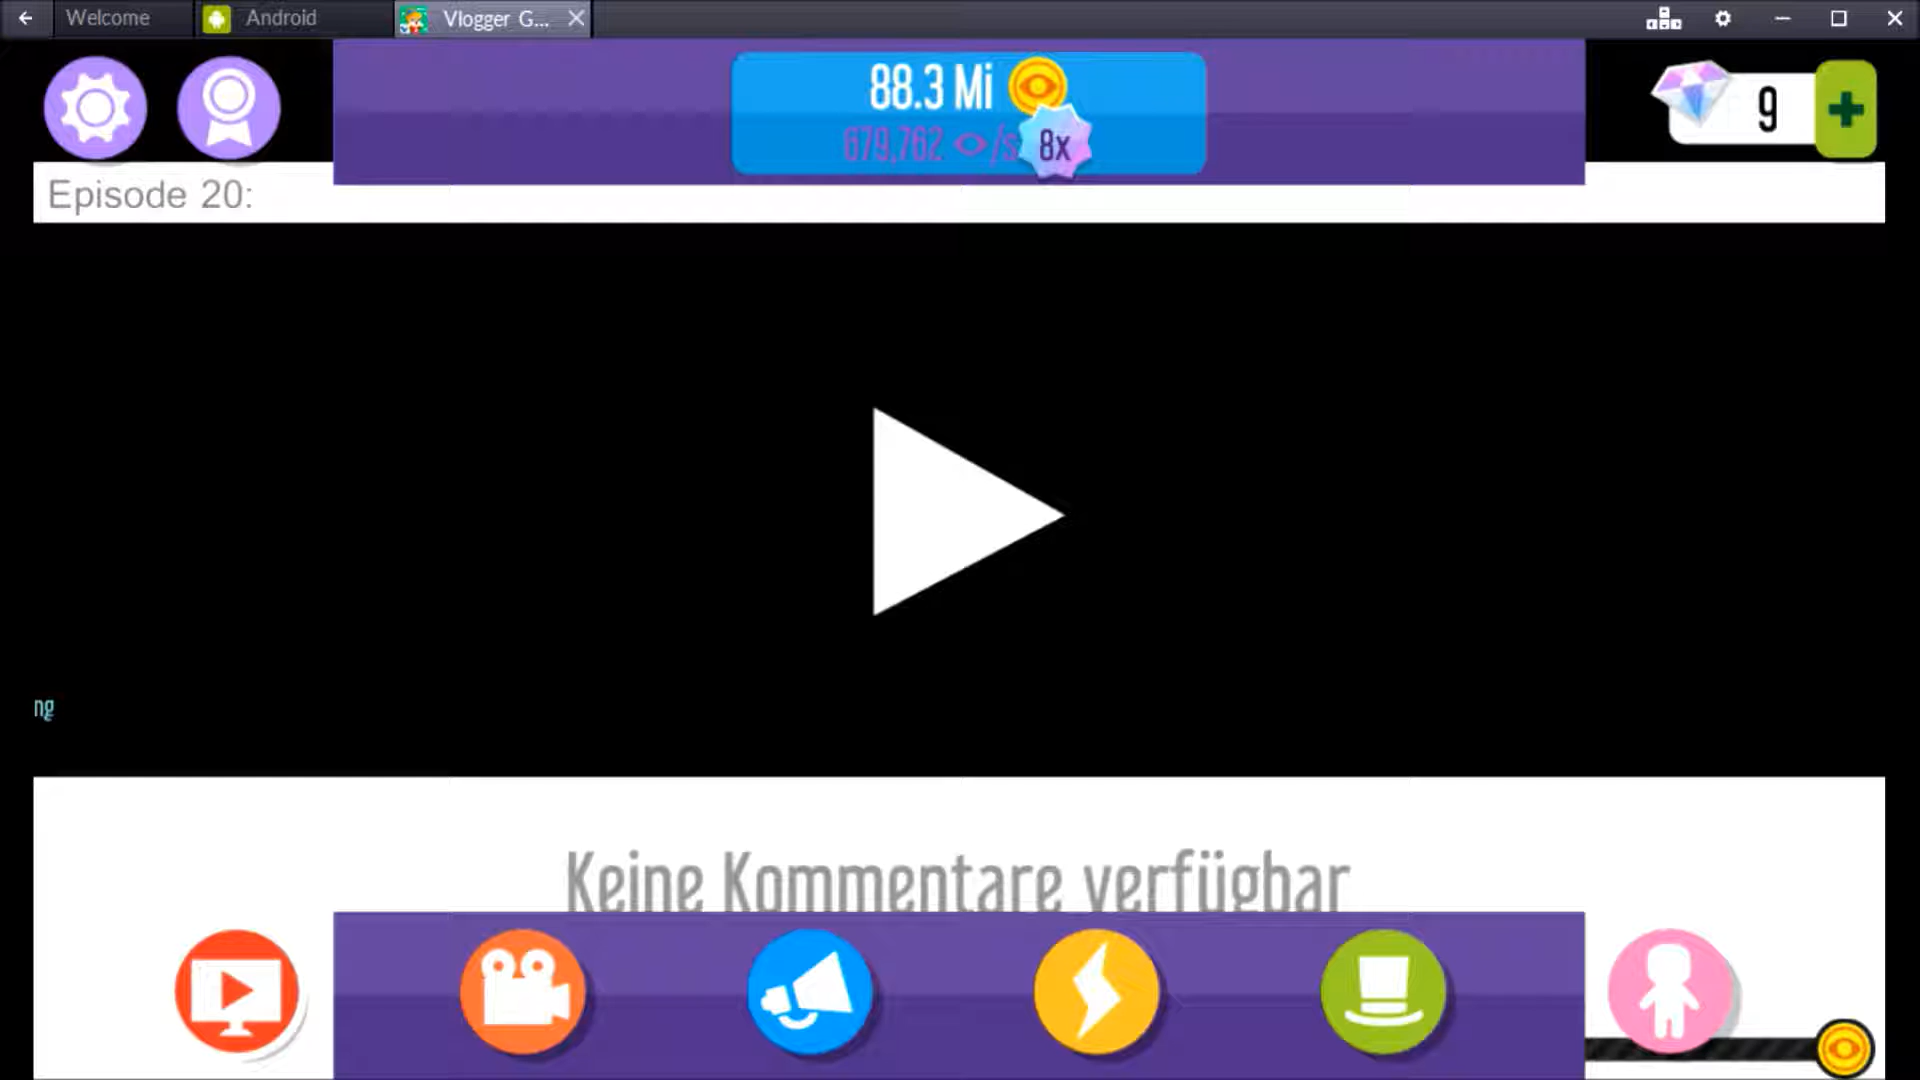 Welcome
Android
Vlogger G...
88.3 Mi
679,762 /s
8x
9
Episode 20:
ng
Keine Kommentare verfügbar